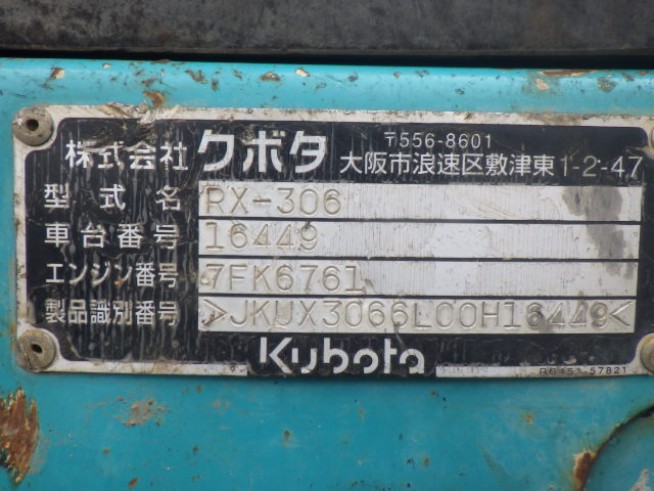 株式会社クボタ 〒556-8601
大阪市浪速区敷津東1-2-47
型式名 RX-306
車台番号 16449
エンジン番号 7FK6761
製品識別番号 >JKUX3066L00H16449<
Kubota
57821